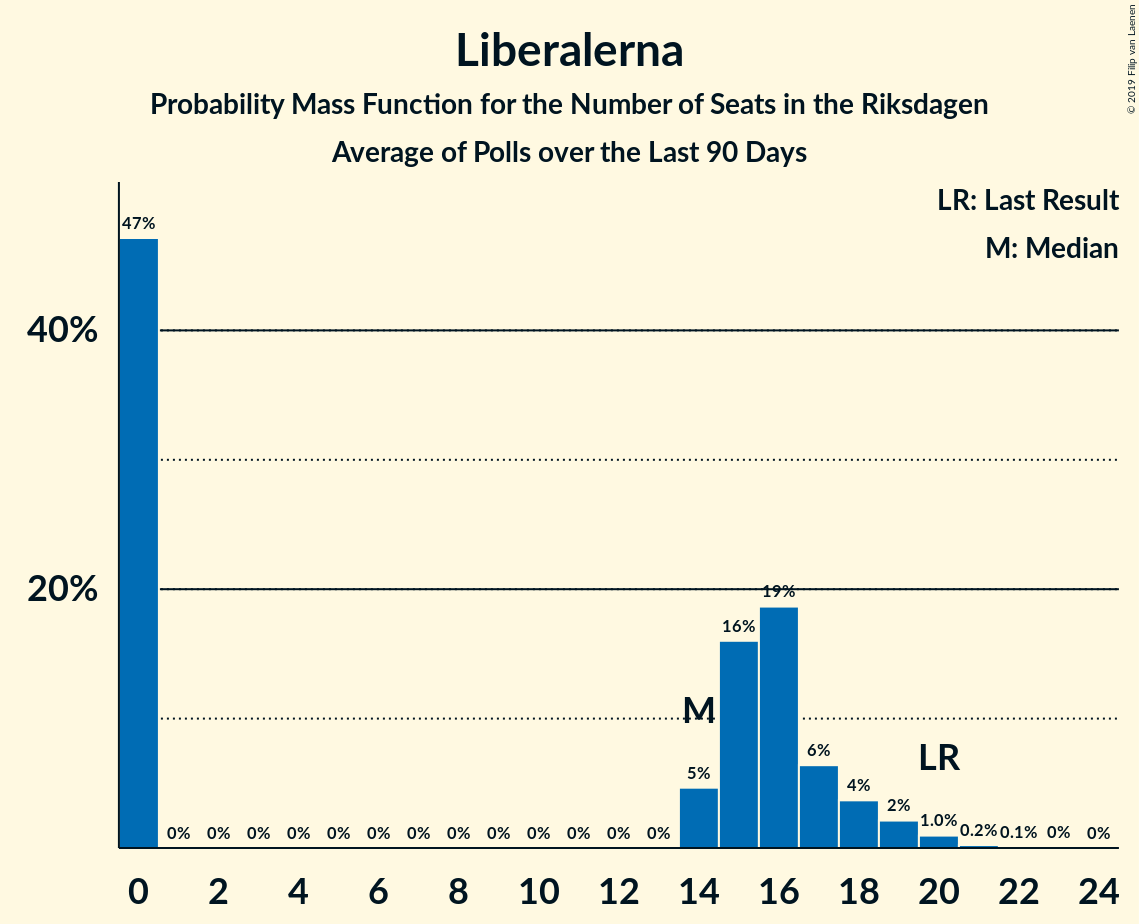 Liberalerna
Probability Mass Function for the Number of Seats in the Riksdagen
Average of Polls over the Last 90 Days
© 2019 Filip van Laenen
LR: Last Result
M: Median
40%
20%
47%
0% 0% 0% 0% 0% 0% 0% 0% 0% 0% 0% 0% 0% 5% 16% 19% 6% 4% 2% 1.0% 0.2% 0.1% 0% 0%
M
LR
0 2 4 6 8 10 12 14 16 18 20 22 24